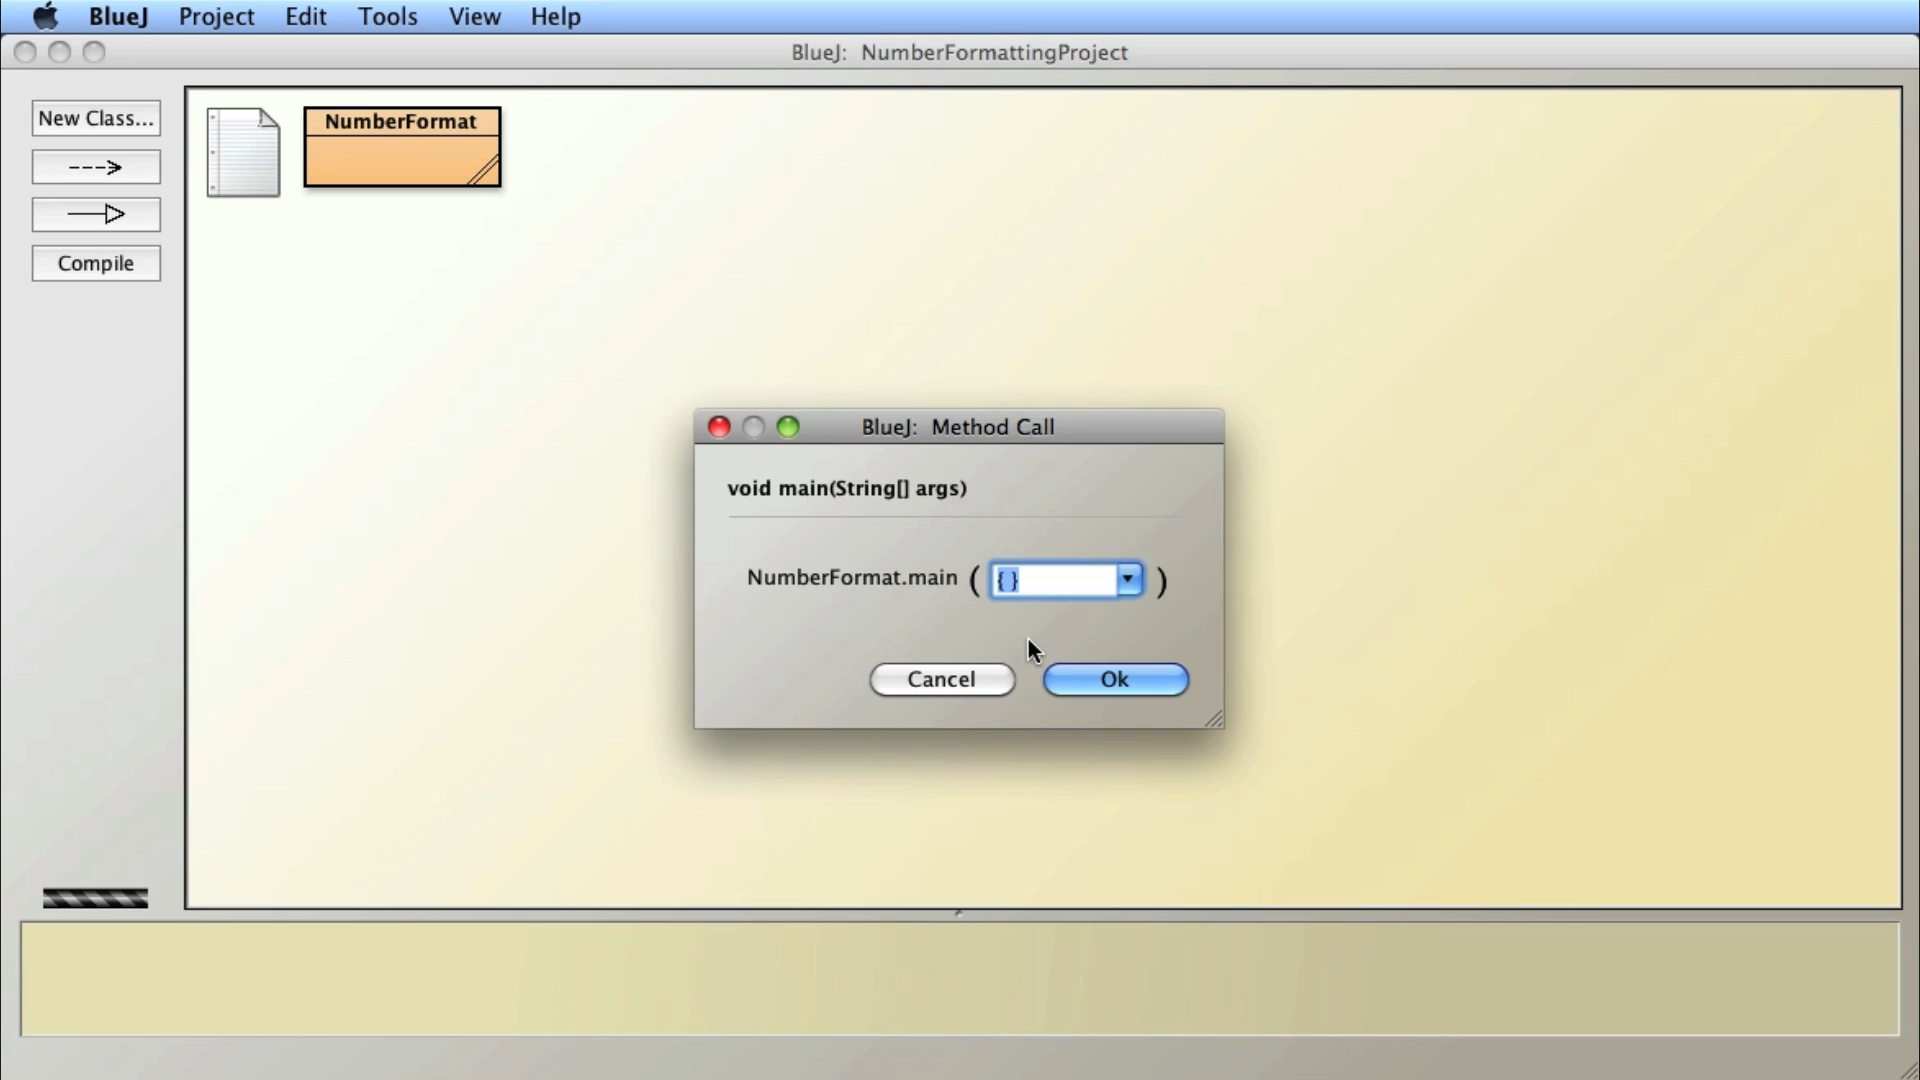 BlueJ Project Edit Tools View Help
BlueJ: NumberFormattingProject
New Class...
NumberFormat
Compile
BlueJ: Method Call
void main(String[] args)
NumberFormat.main ( { } )
Cancel Ok